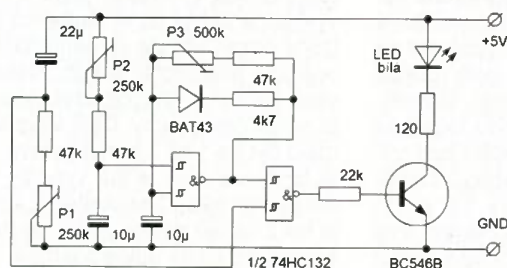 22µ
P2
250k
P3 500k
47k
BAT43
4k7
LED
bila
+5V
120
47k
47k
P1
250k
10µ
10µ
&
&
22k
GND
1/2 74HC132
BC546B